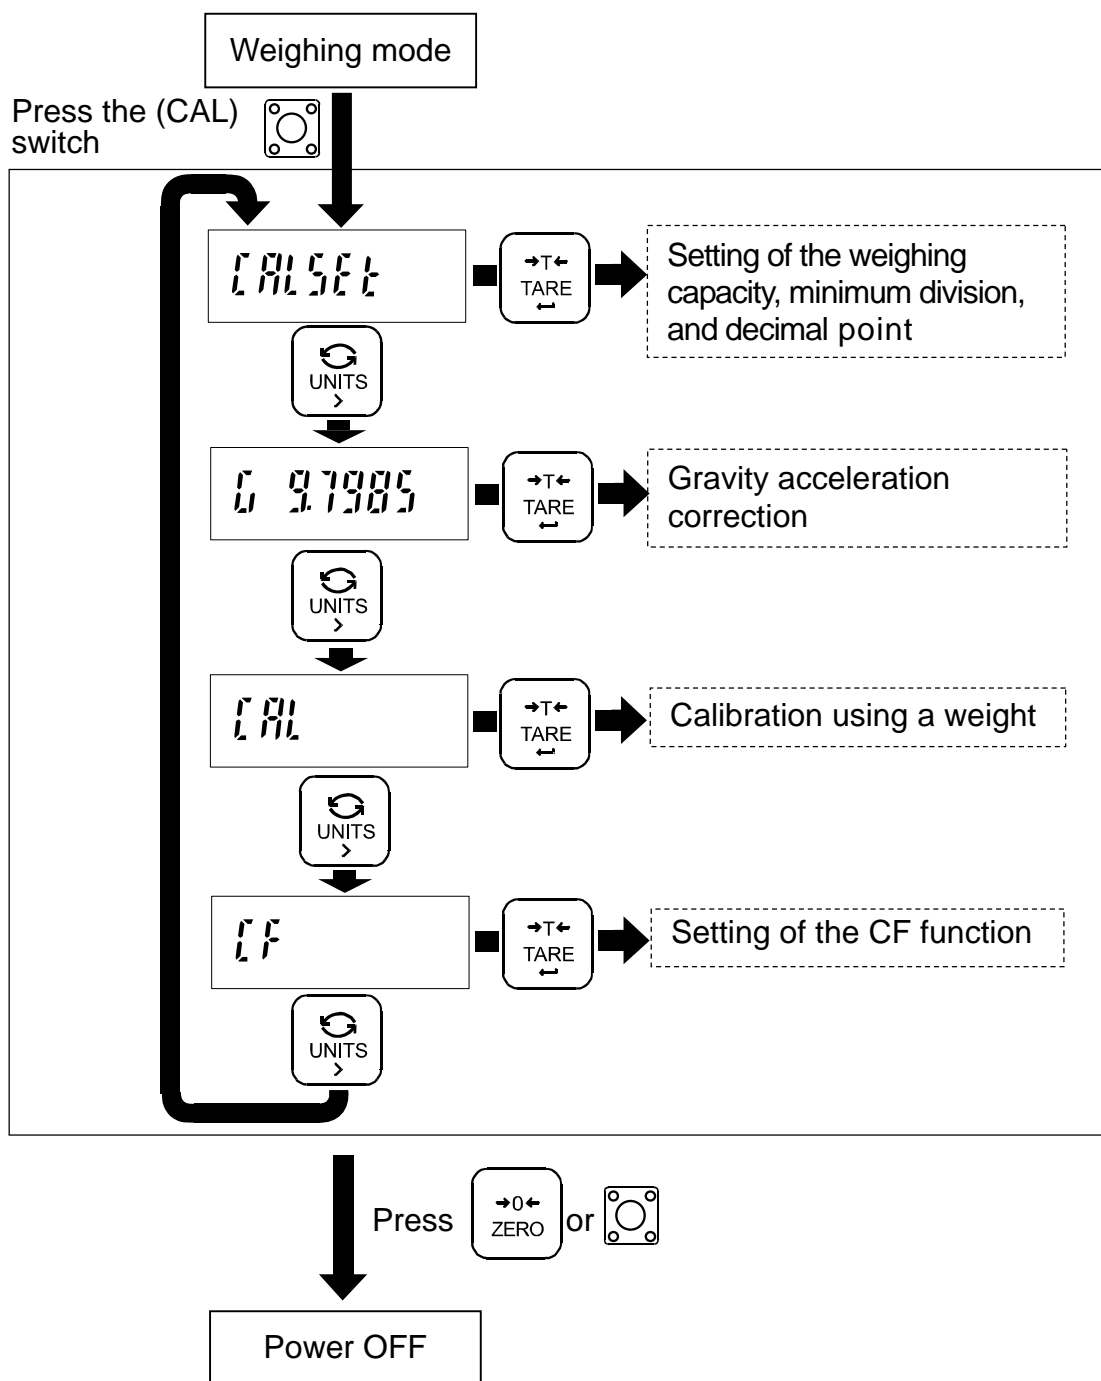 Weighing mode
Press the (CAL)
switch
CALSEt
→T←
TARE
Setting of the weighing
capacity, minimum division,
and decimal point
UNITS
>
G 9.7985
→T←
TARE
Gravity acceleration
correction
UNITS
>
CAL
→T←
TARE
Calibration using a weight
UNITS
>
CF
→T←
TARE
Setting of the CF function
UNITS
>
Press
→0←
ZERO
or
Power OFF